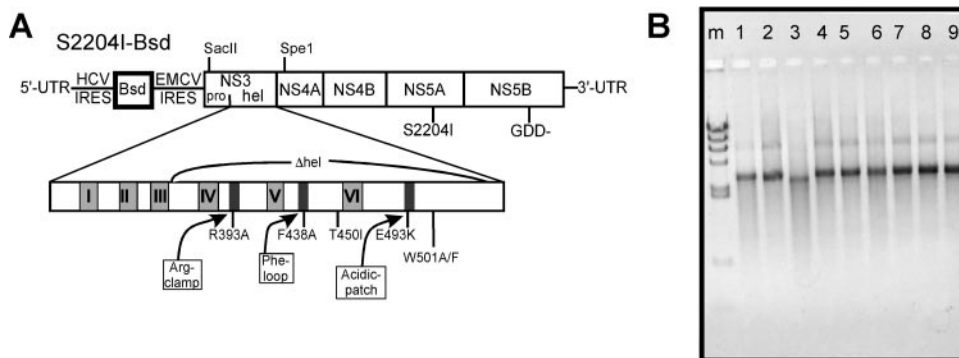 A
S2204I-Bsd
SacII
Spe1
5'-UTR
HCV
IRES
Bsd
EMCV
IRES
NS3
pro
hel
NS4A
NS4B
NS5A
NS5B
3'-UTR
S2204I
GDD-
Δhel
I
II
III
IV
V
VI
R393A
F438A
T450I
E493K
W501A/F
Arg-
clamp
Phe-
loop
Acidic-
patch
B
m 1 2 3 4 5 6 7 8 9